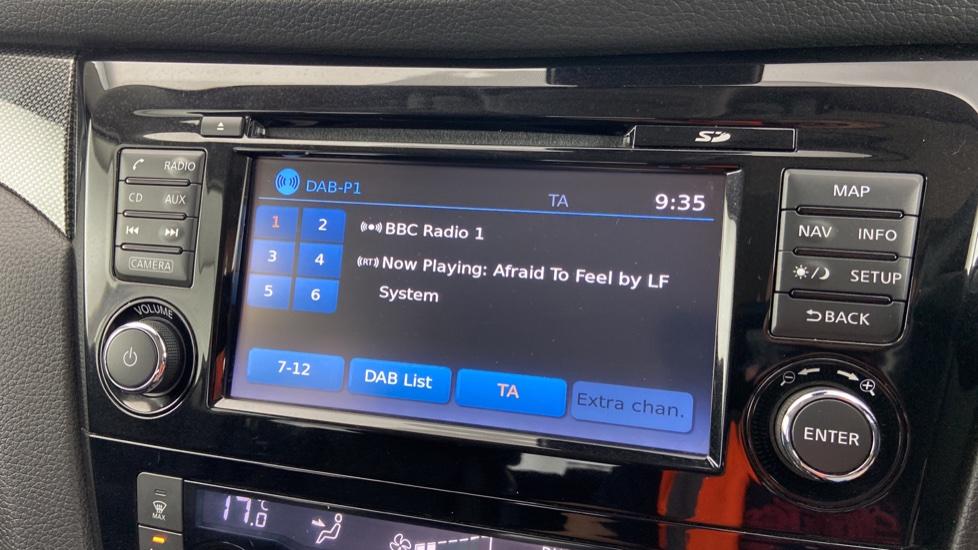 SD
RADIO
CD AUX
CAMERA
VOLUME
DAB-P1 TA 9:35
1 2
3 4
5 6
BBC Radio 1
(RT) Now Playing: Afraid To Feel by LF
System
7-12 DAB List TA Extra chan.
MAP
NAV INFO
SETUP
BACK
ENTER
MAX
17.0 °C